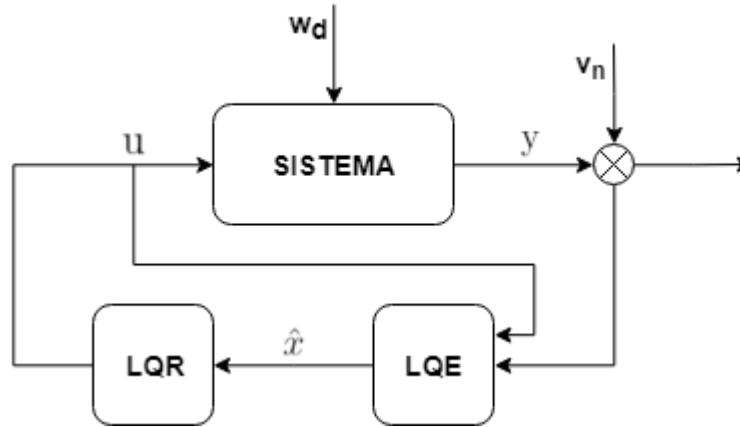 w_d
v_n
u
SISTEMA
y
LQR
x̂
LQE